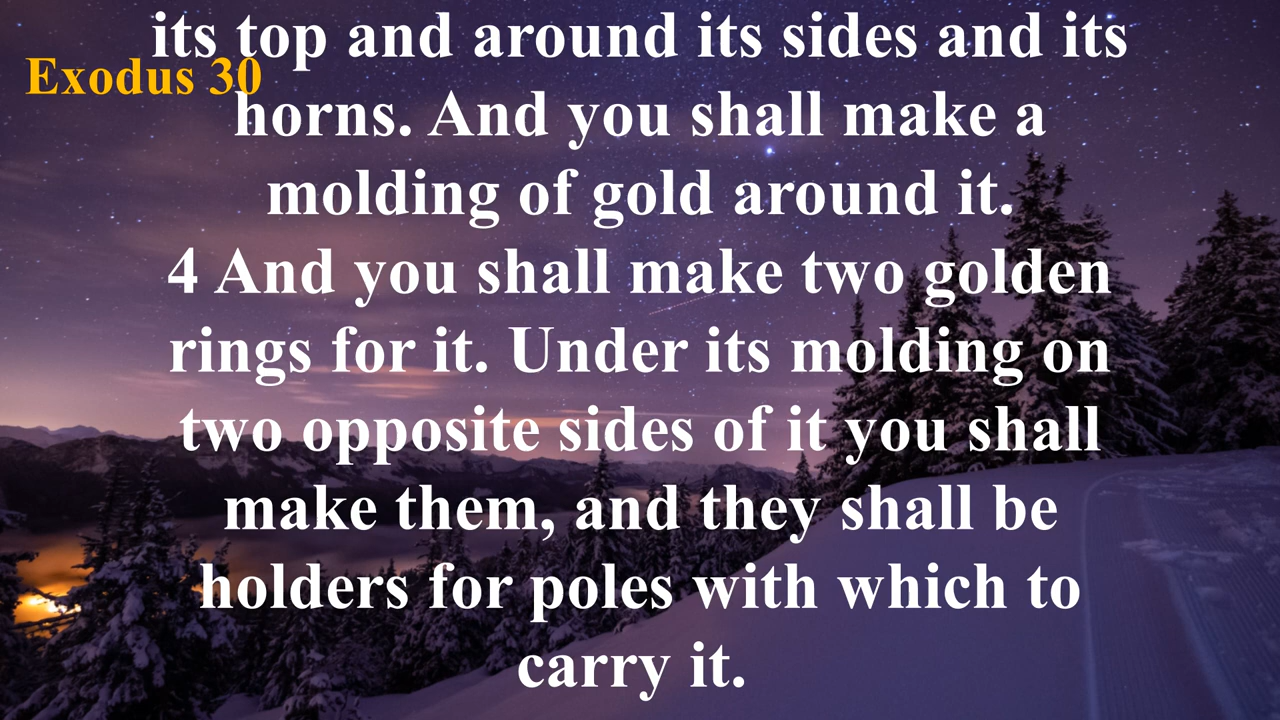 its top and around its sides and its
Exodus 30
horns. And you shall make a
molding of gold around it.
4 And you shall make two golden
rings for it. Under its molding on
two opposite sides of it you shall
make them, and they shall be
holders for poles with which to
carry it.